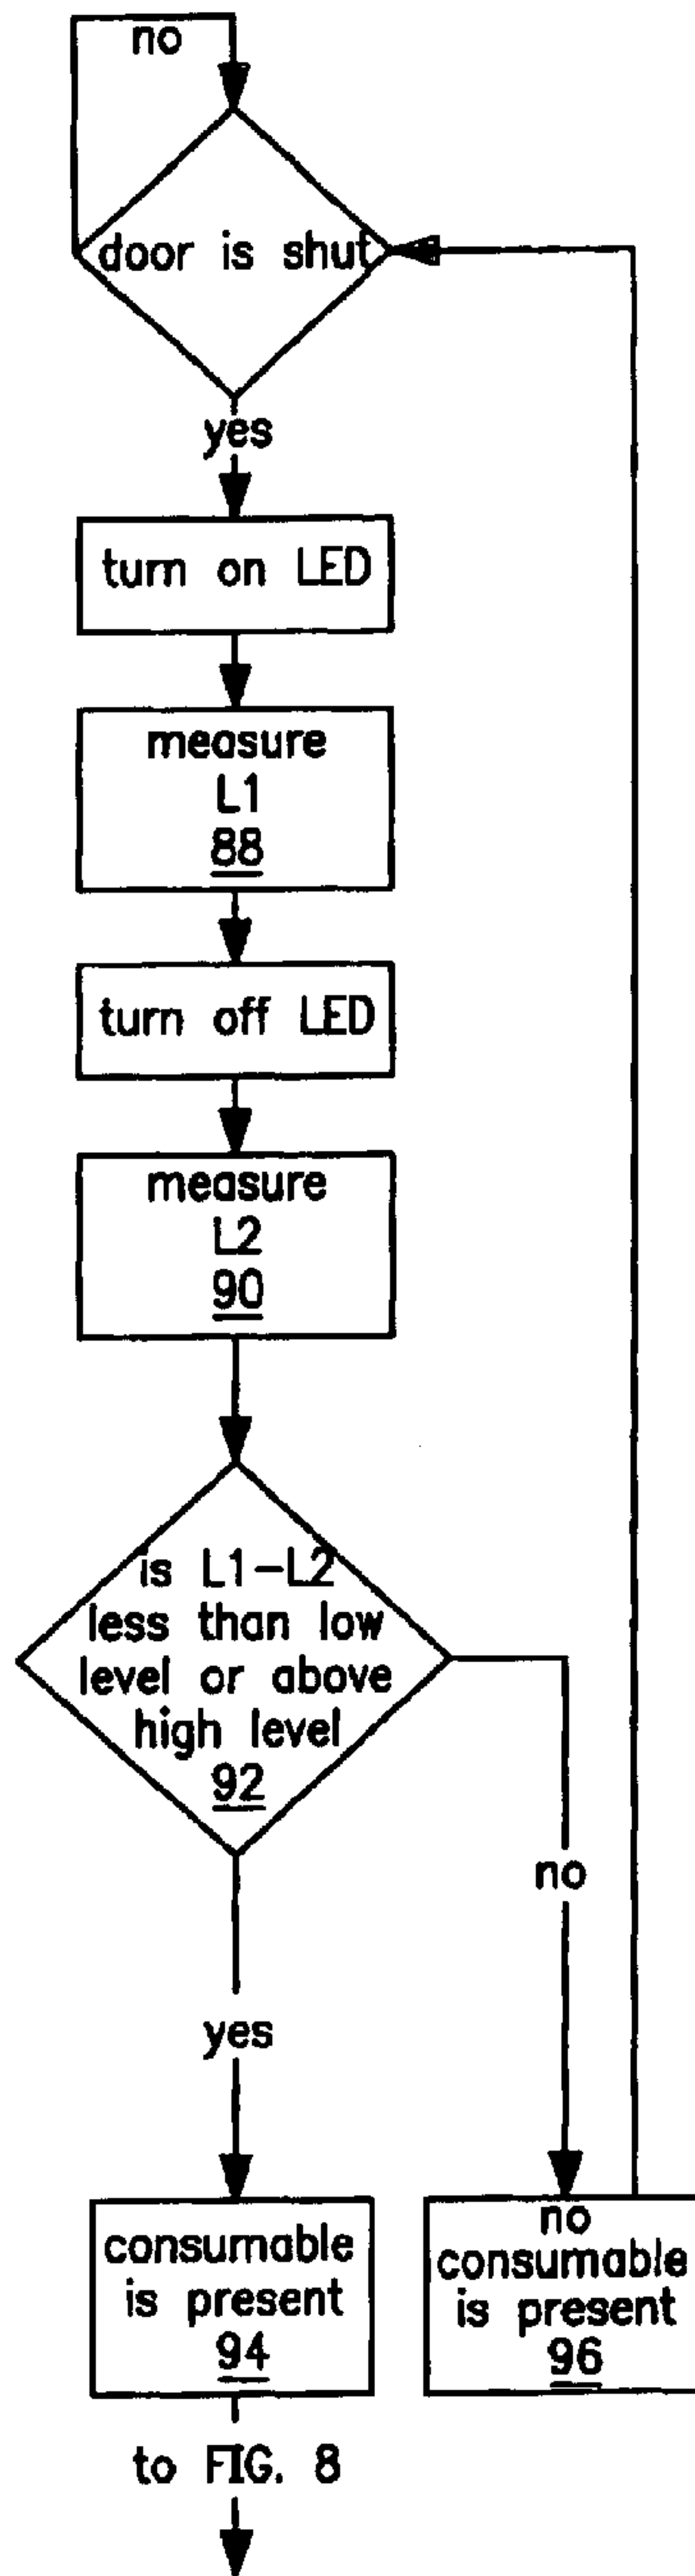 no
door is shut
yes
turn on LED
measure
L1
88
turn off LED
measure
L2
90
is L1-L2
less than low
level or above
high level
92
no
yes
consumable
is present
94
no
consumable
is present
96
to FIG. 8